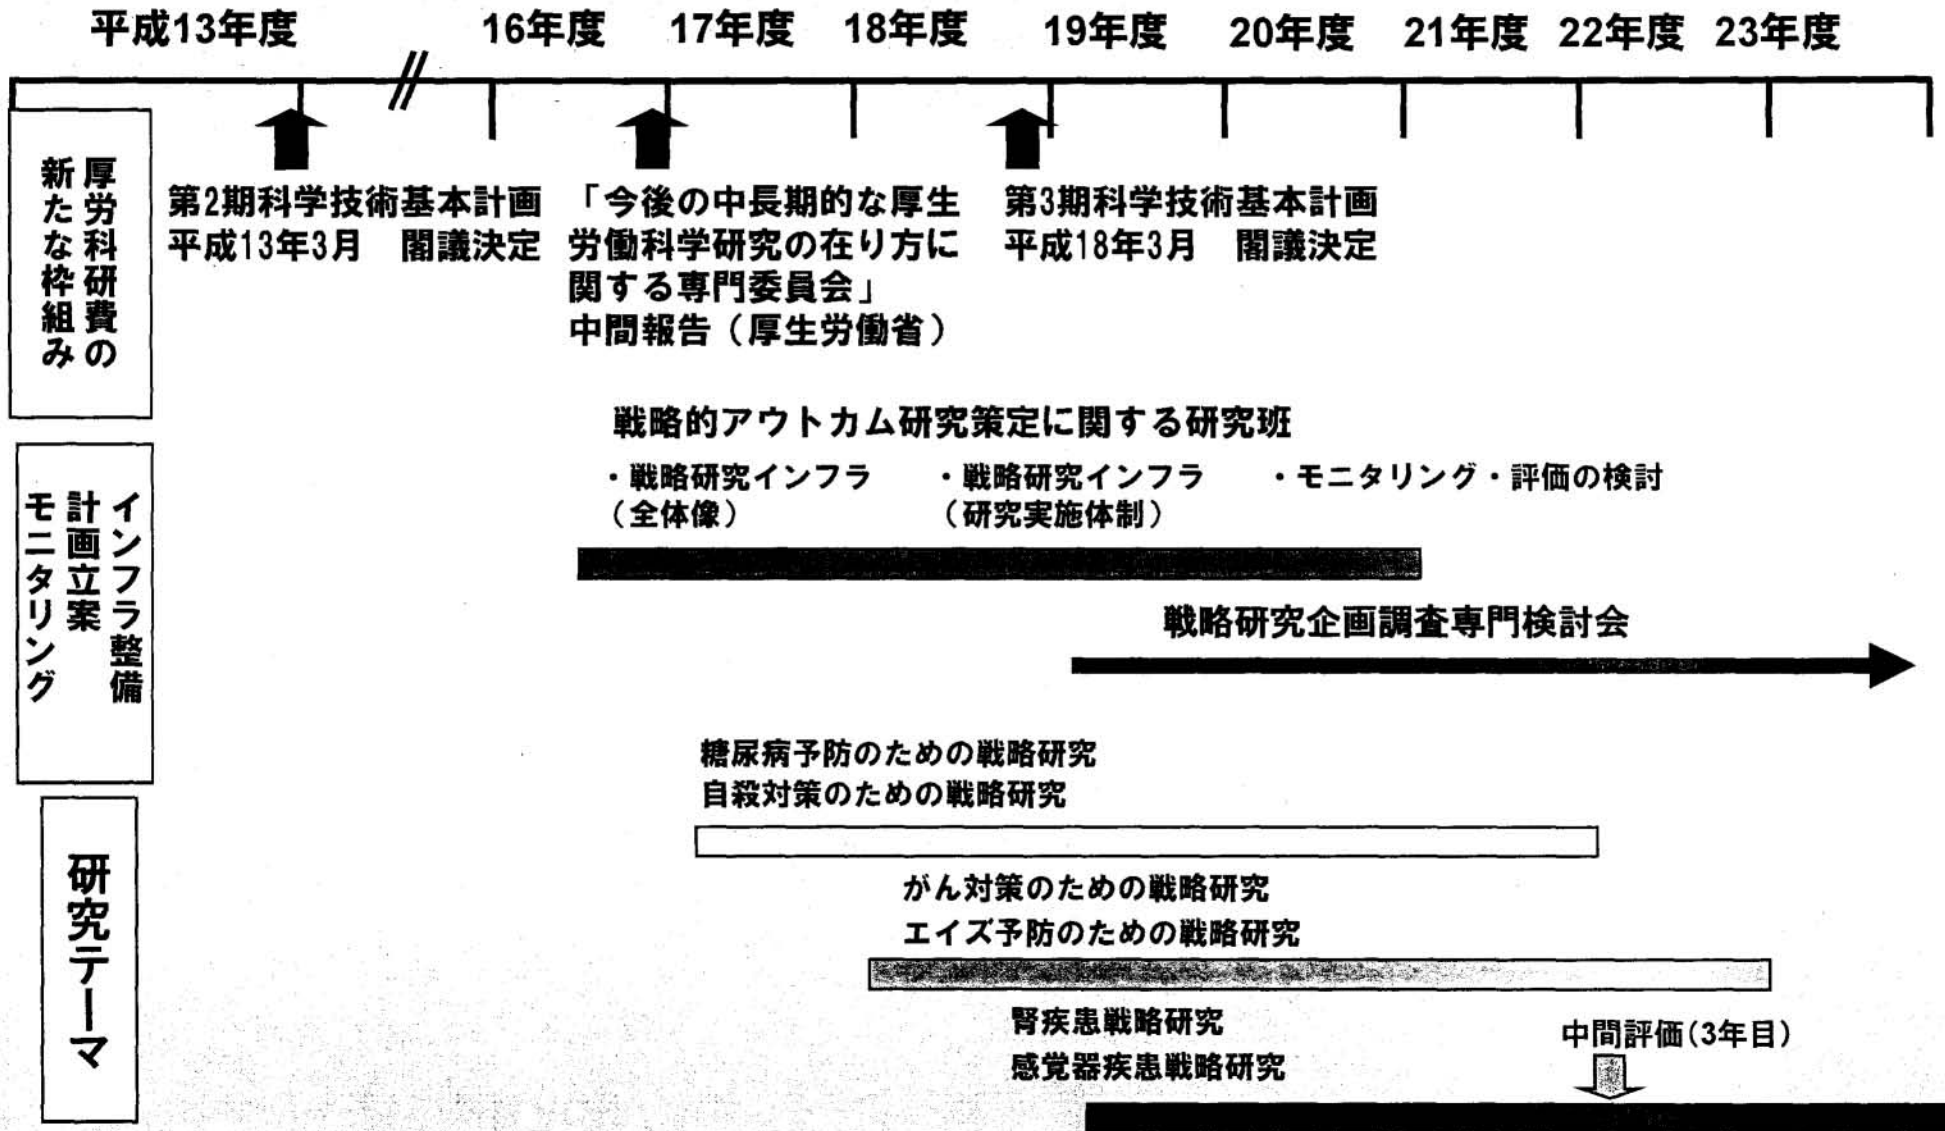 平成13年度 16年度 17年度 18年度 19年度 20年度 21年度 22年度 23年度
厚労科研費の
新たな枠組み
第2期科学技術基本計画
平成13年3月 閣議決定
「今後の中長期的な厚生
労働科学研究の在り方に
関する専門委員会」
中間報告（厚生労働省）
第3期科学技術基本計画
平成18年3月 閣議決定
インフラ整備
計画立案
モニタリング
戦略的アウトカム研究策定に関する研究班
・戦略研究インフラ
（全体像）
・戦略研究インフラ
（研究実施体制）
・モニタリング・評価の検討
戦略研究企画調査専門検討会
研究テーマ
糖尿病予防のための戦略研究
自殺対策のための戦略研究
がん対策のための戦略研究
エイズ予防のための戦略研究
腎疾患戦略研究
感覚器疾患戦略研究
中間評価（3年目）